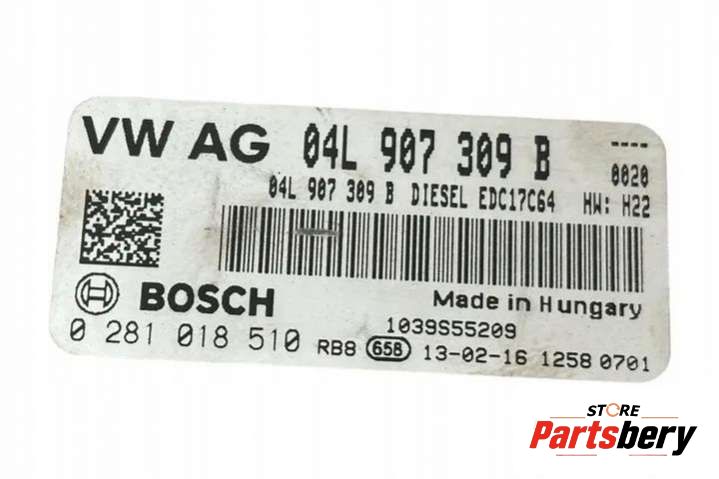 VW AG 04L 907 309 B ----
0020
04L 907 309 B DIESEL EDC17C64 HW: H22
BOSCH Made in Hungary
1039S55209
0 281 018 510 RB8 658 13-02-16 1258 0701
STORE
Partsbery